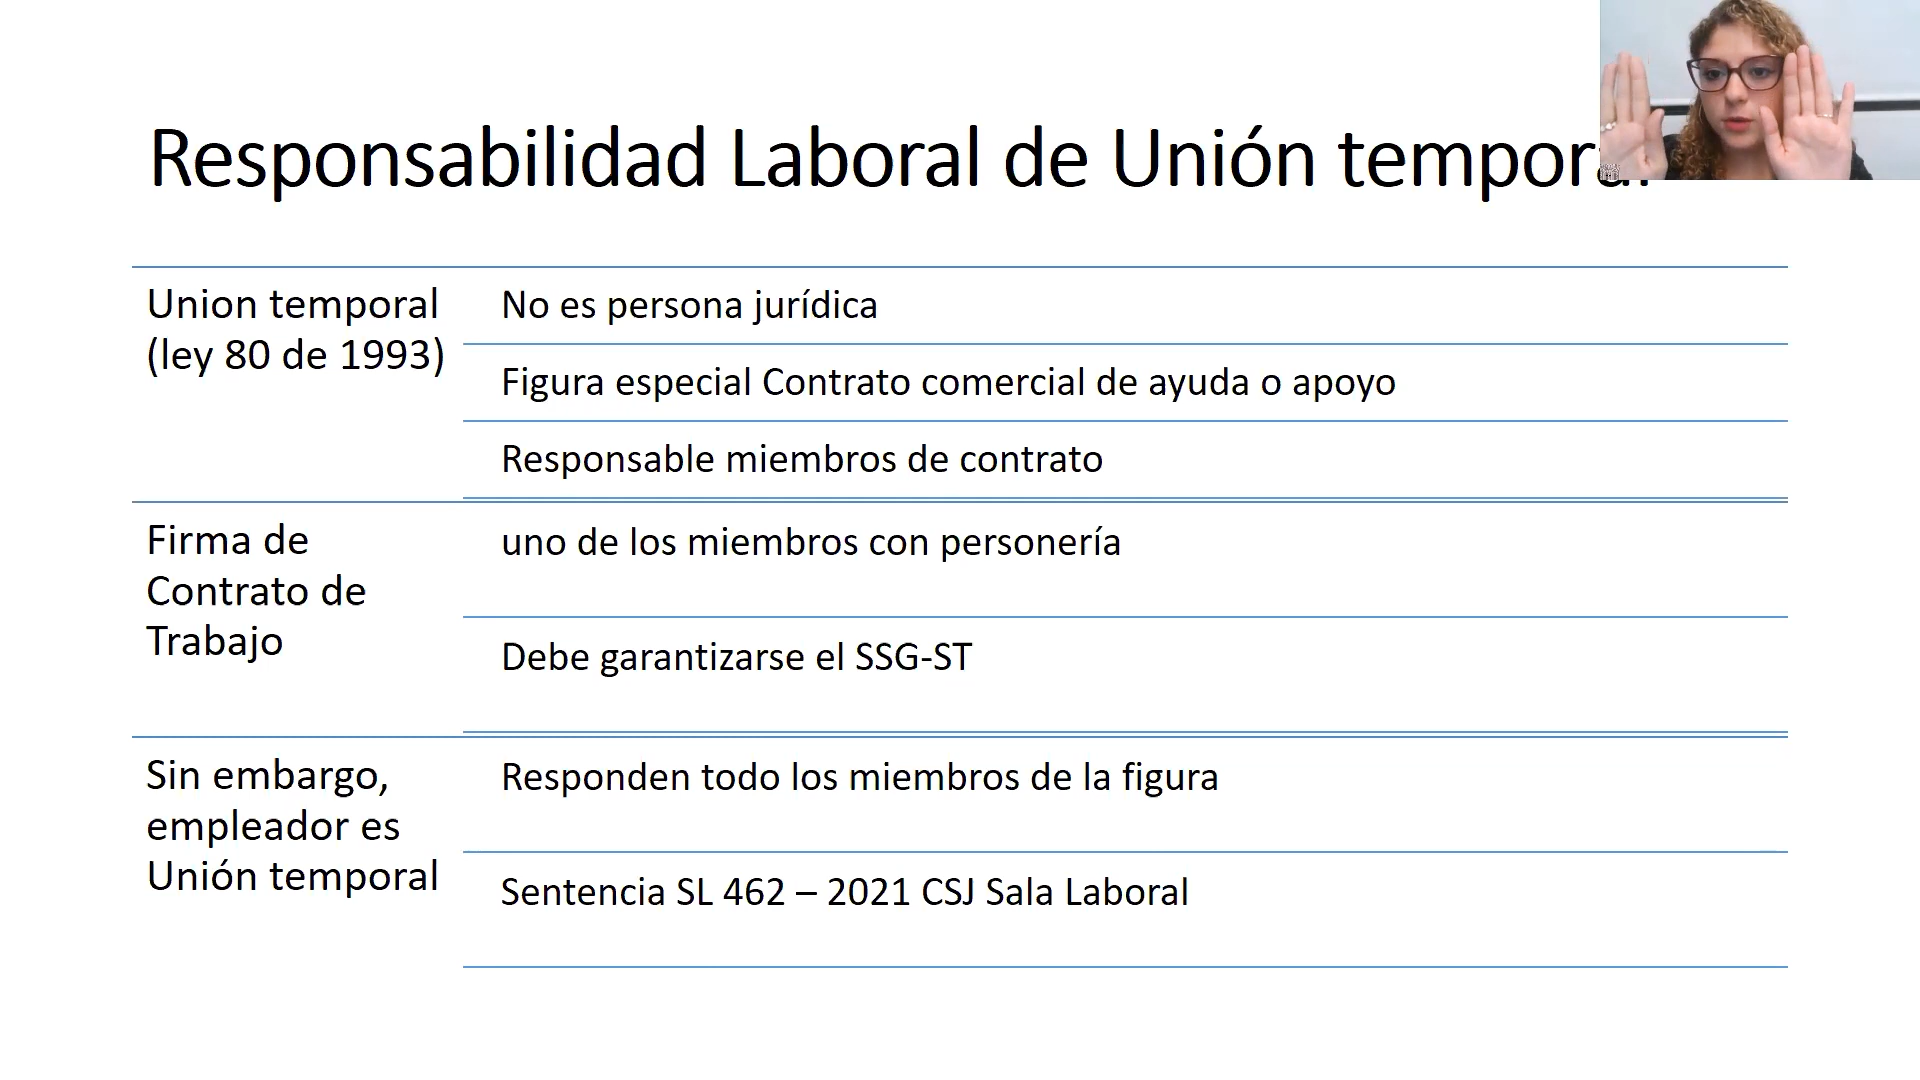 Responsabilidad Laboral de Unión temporal
Union temporal
(ley 80 de 1993)
No es persona jurídica
Figura especial Contrato comercial de ayuda o apoyo
Responsable miembros de contrato
Firma de
Contrato de
Trabajo
uno de los miembros con personería
Debe garantizarse el SSG-ST
Sin embargo,
empleador es
Unión temporal
Responden todo los miembros de la figura
Sentencia SL 462 – 2021 CSJ Sala Laboral